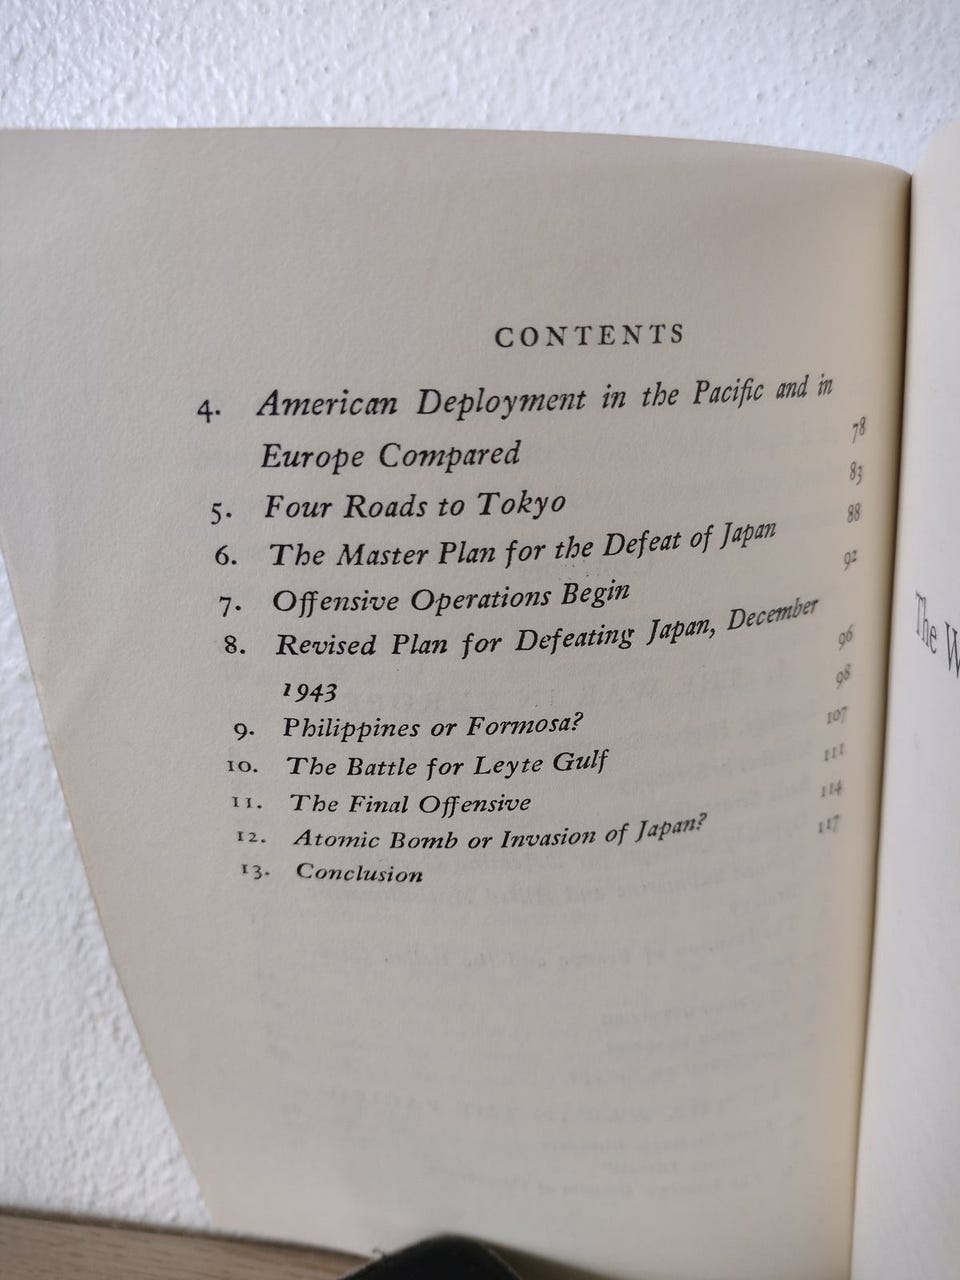 CONTENTS
4. American Deployment in the Pacific and in
Europe Compared 78
5. Four Roads to Tokyo 83
6. The Master Plan for the Defeat of Japan 88
7. Offensive Operations Begin 92
8. Revised Plan for Defeating Japan, December
1943 96
9. Philippines or Formosa? 98
10. The Battle for Leyte Gulf 107
11. The Final Offensive 111
12. Atomic Bomb or Invasion of Japan? 114
13. Conclusion 117
The W